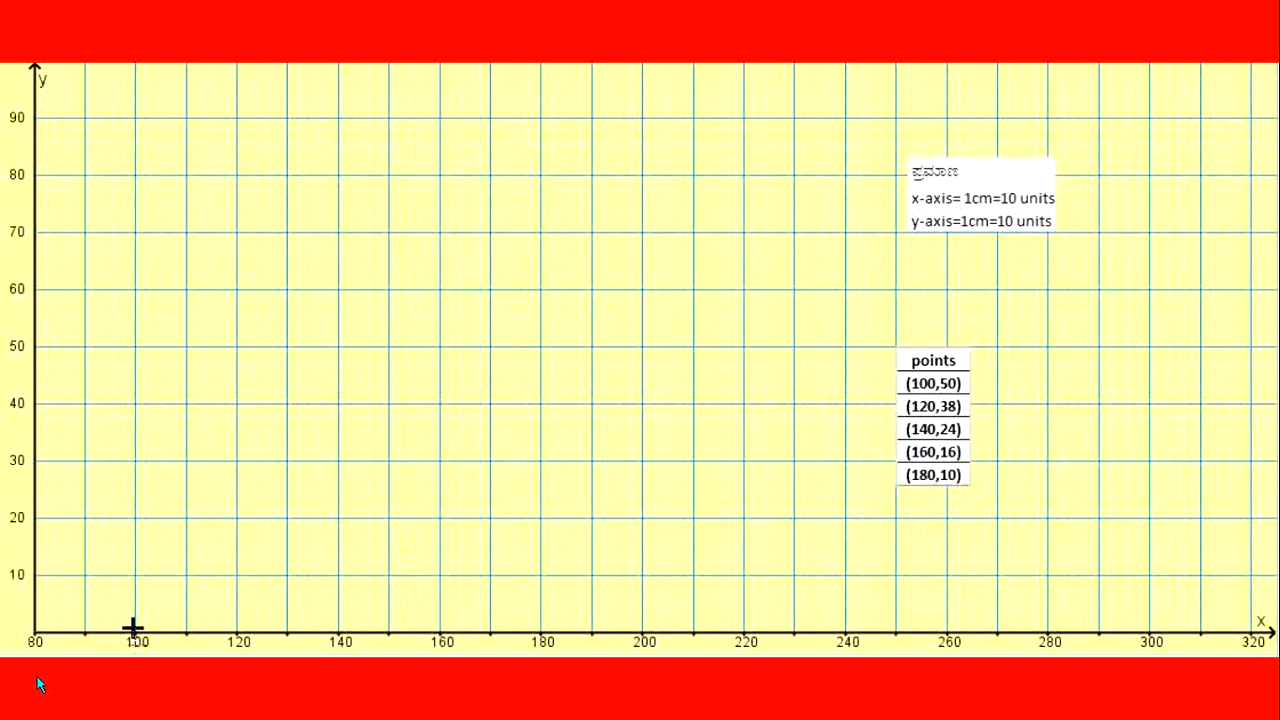 y
90
80
70
60
50
40
30
20
10
ಪ್ರಮಾಣ
x-axis= 1cm=10 units
y-axis=1cm=10 units
points
(100,50)
(120,38)
(140,24)
(160,16)
(180,10)
x
80 100 120 140 160 180 200 220 240 260 280 300 320